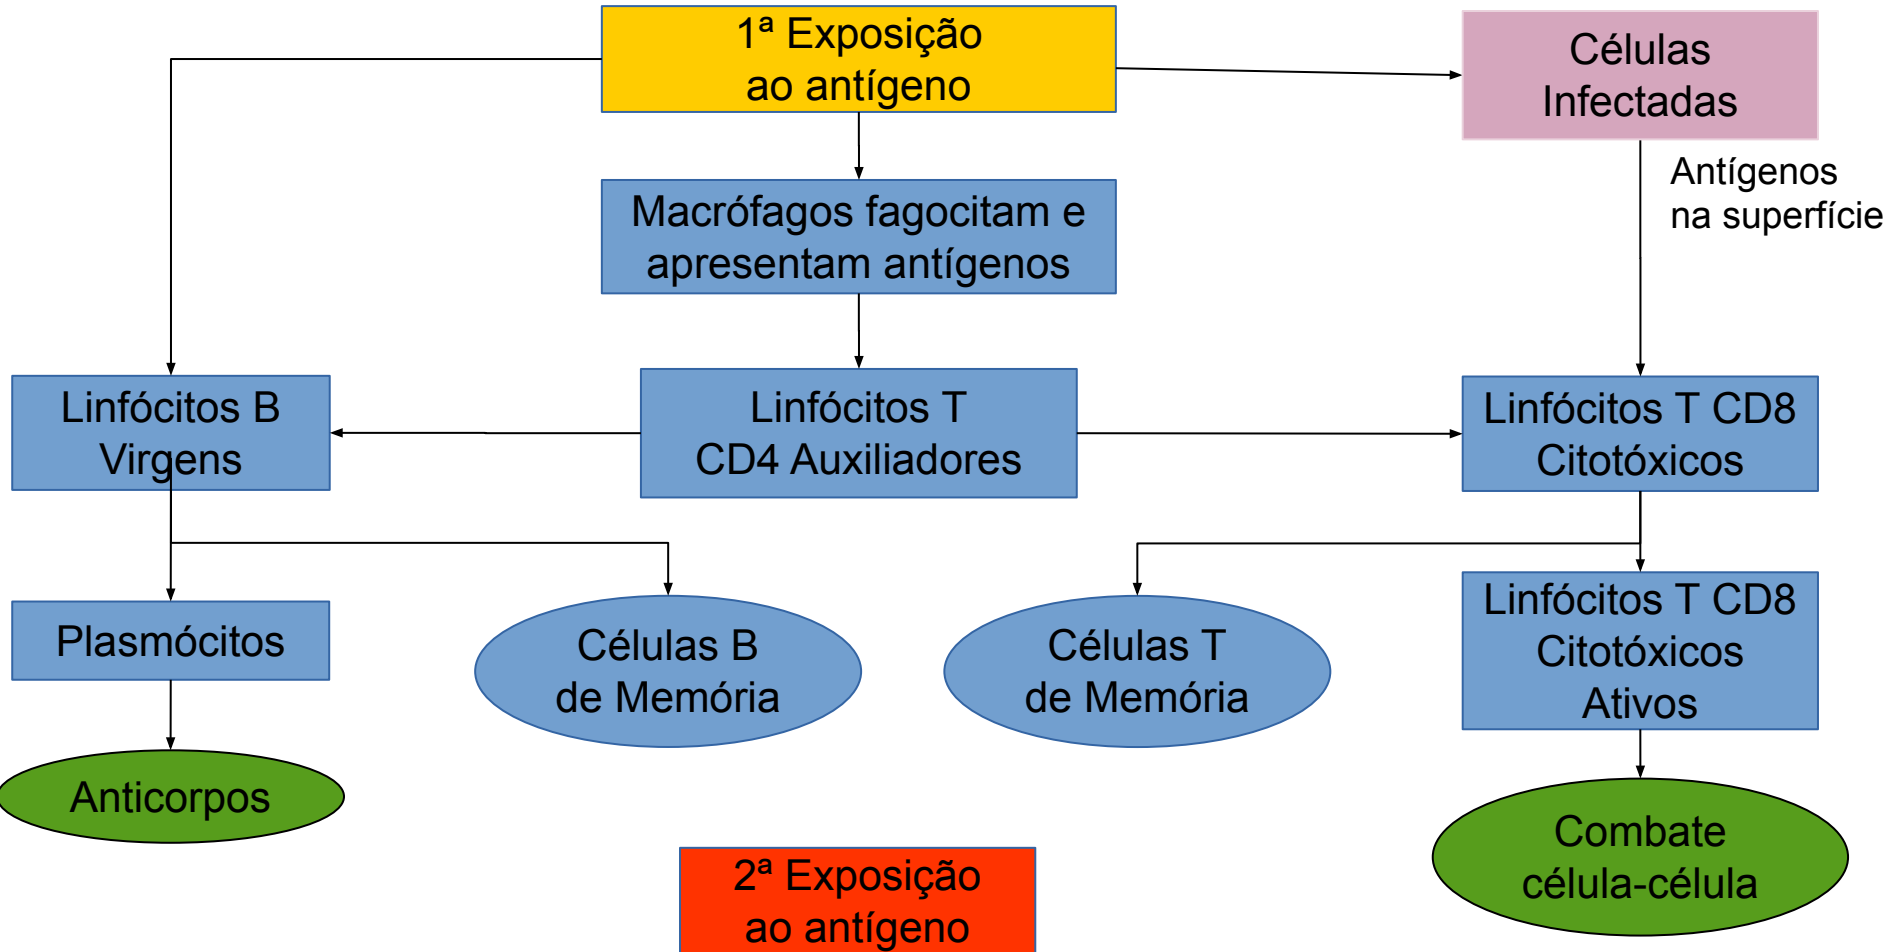 1ª Exposição
ao antígeno
Células
Infectadas
Antígenos
na superfície
Macrófagos fagocitam e
apresentam antígenos
Linfócitos B
Virgens
Linfócitos T
CD4 Auxiliadores
Linfócitos T CD8
Citotóxicos
Plasmócitos
Células B
de Memória
Células T
de Memória
Linfócitos T CD8
Citotóxicos
Ativos
Anticorpos
Combate
célula-célula
2ª Exposição
ao antígeno